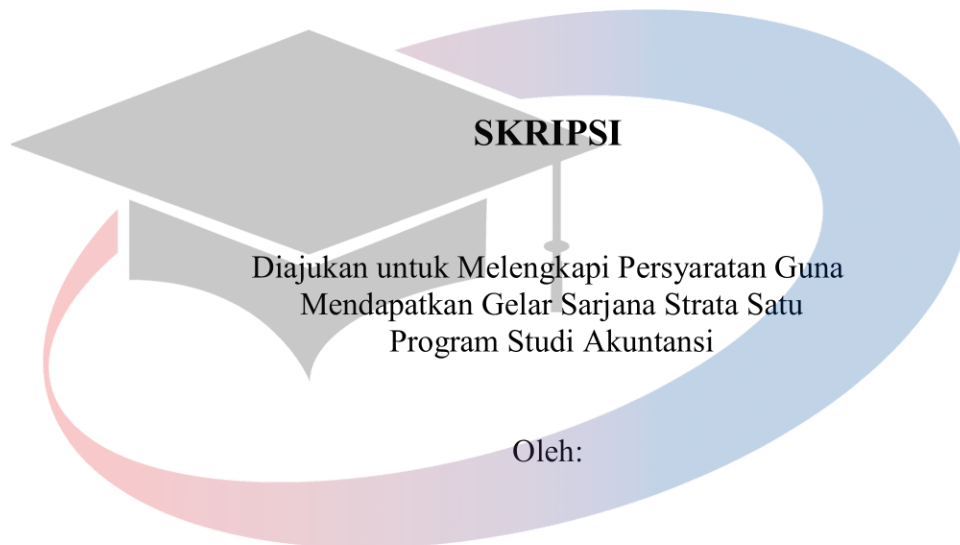 SKRIPSI
Diajukan untuk Melengkapi Persyaratan Guna
Mendapatkan Gelar Sarjana Strata Satu
Program Studi Akuntansi
Oleh: